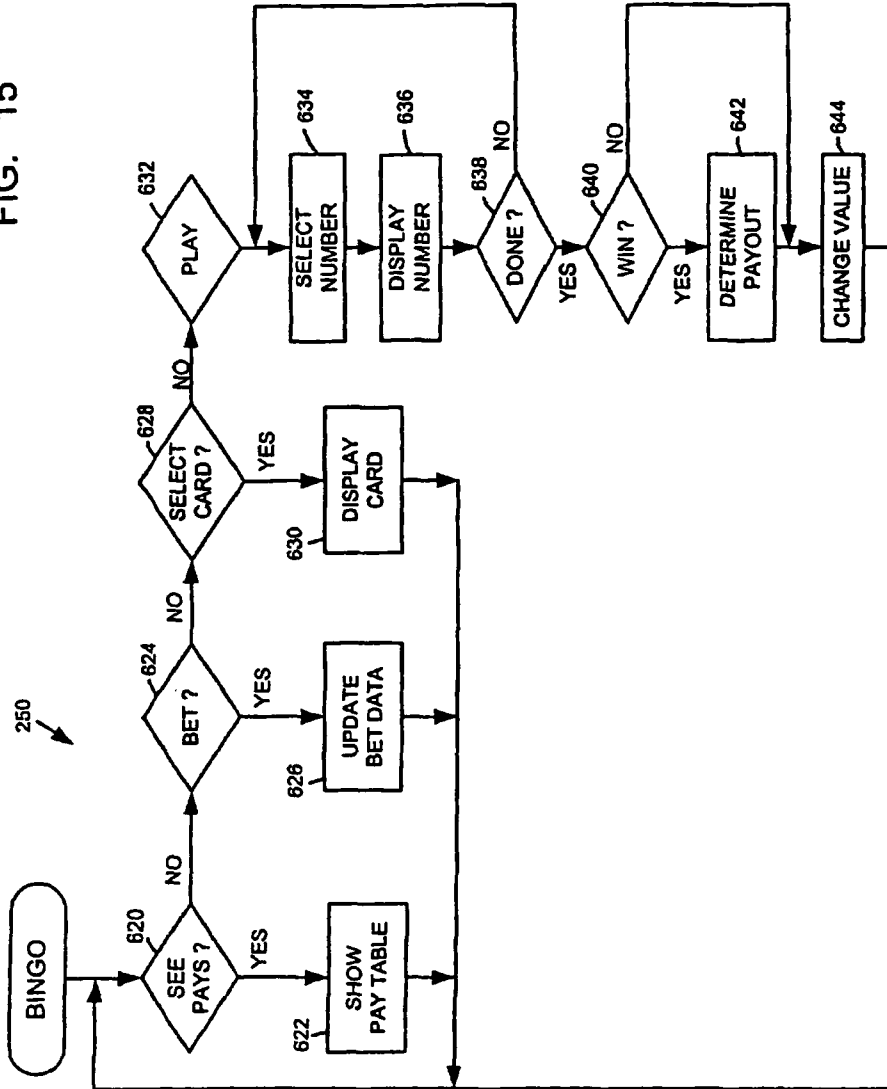 FIG. 15
250
BINGO
620
SEE
PAYS ?
NO
YES
622
SHOW
PAY TABLE
624
BET ?
NO
YES
626
UPDATE
BET DATA
628
SELECT
CARD ?
NO
YES
630
DISPLAY
CARD
632
PLAY
634
SELECT
NUMBER
636
DISPLAY
NUMBER
638
DONE ?
NO
YES
640
WIN ?
NO
YES
642
DETERMINE
PAYOUT
644
CHANGE VALUE